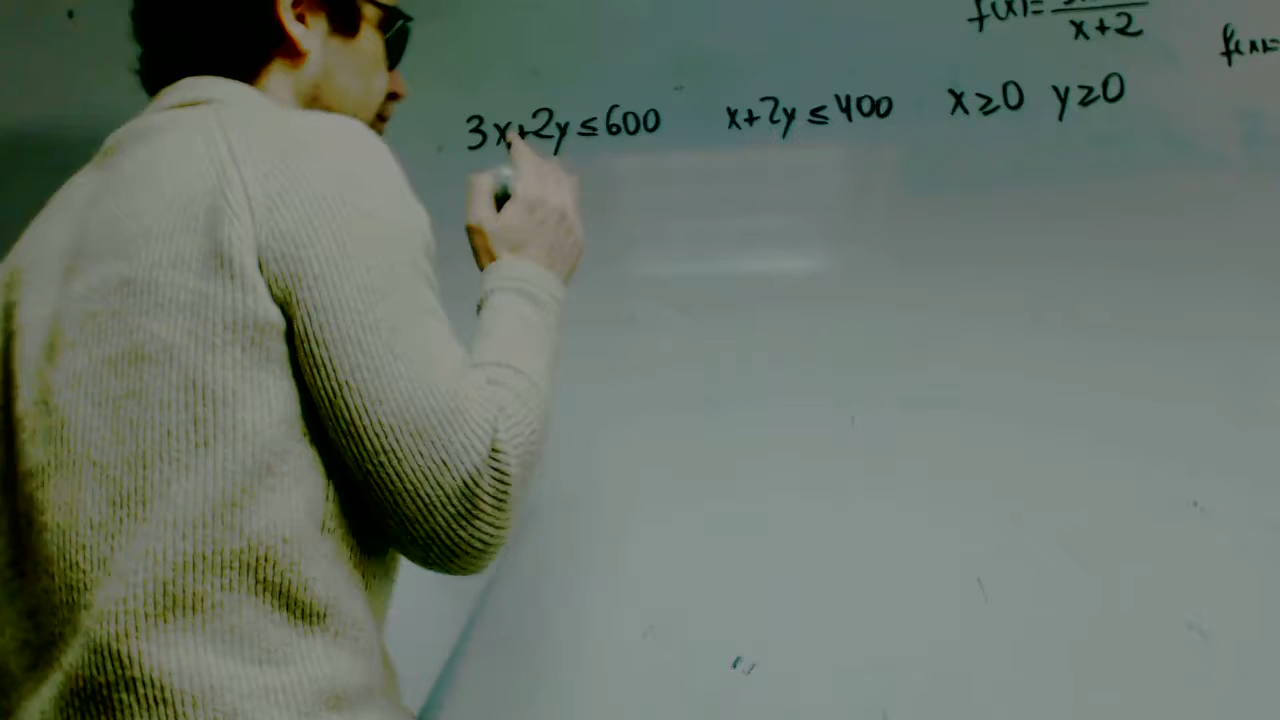 f(x)=
x+2
f(x)=
3x+2y≤600 x+2y≤400 x≥0 y≥0